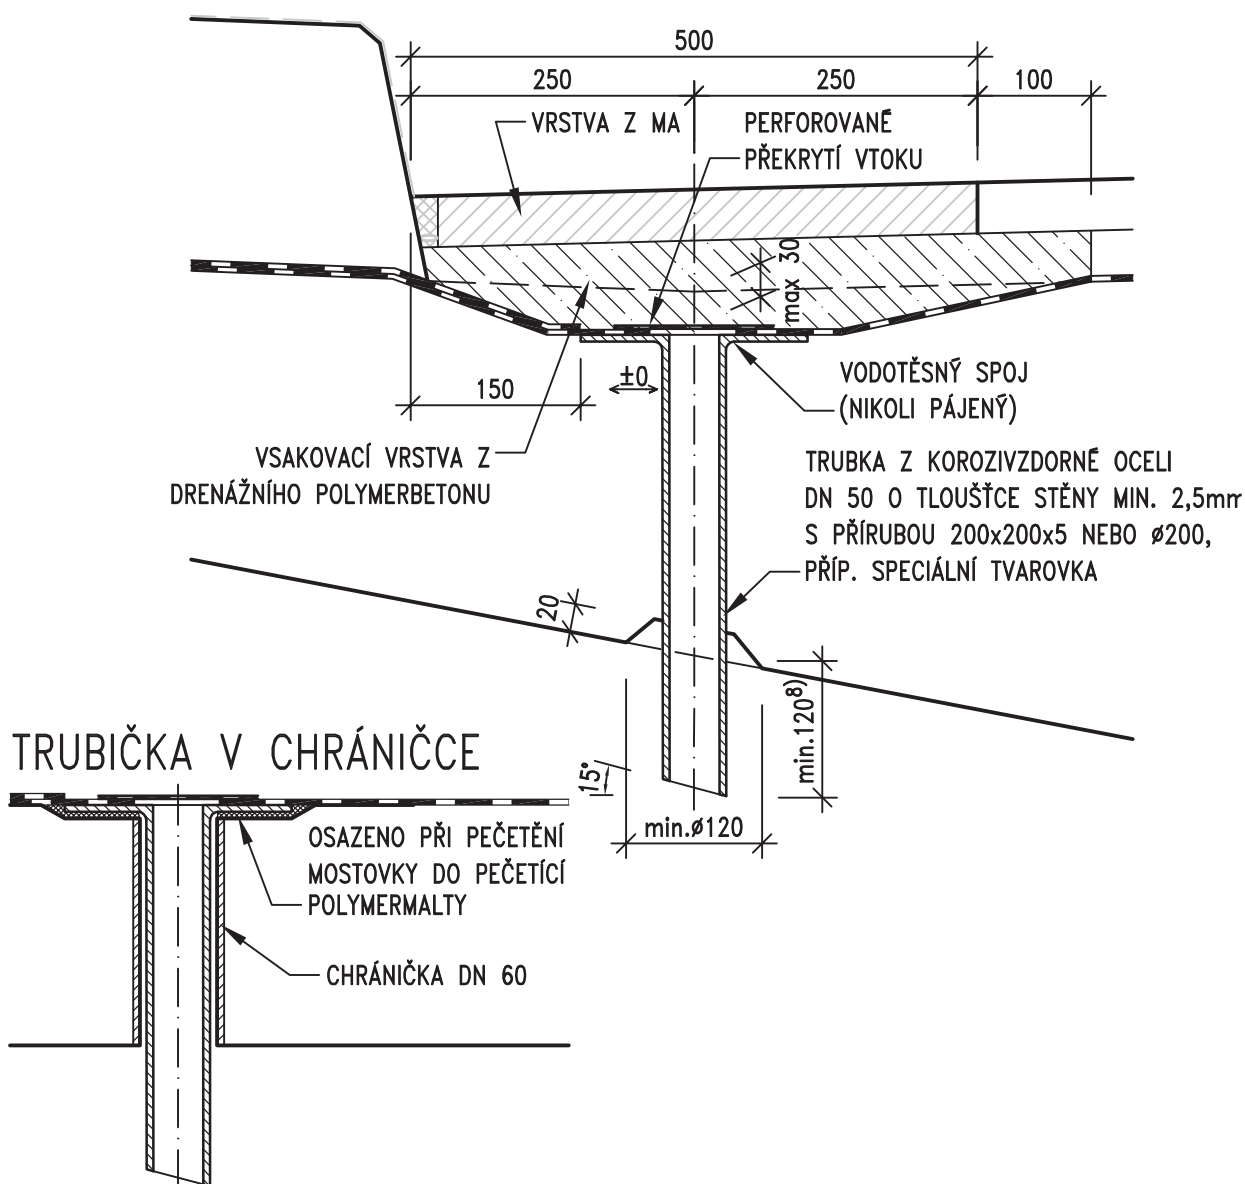 500
250
250
100
VRSTVA Z MA
PERFOROVANÉ
PŘEKRYTÍ VTOKU
max 30
±0
150
VODOTĚSNÝ SPOJ
(NIKOLI PÁJENÝ)
VSAKOVACÍ VRSTVA Z
DRENÁŽNÍHO POLYMERBETONU
TRUBKA Z KOROZIVZDORNÉ OCELI
DN 50 O TLOUŠŤCE STĚNY MIN. 2,5mm
S PŘÍRUBOU 200x200x5 NEBO ø200,
PŘÍP. SPECIÁLNÍ TVAROVKA
20
min.120⁸⁾
15°
min.ø120
TRUBIČKA V CHRÁNIČCE
OSAZENO PŘI PEČETĚNÍ
MOSTOVKY DO PEČETÍCÍ
POLYMERMALTY
CHRÁNIČKA DN 60